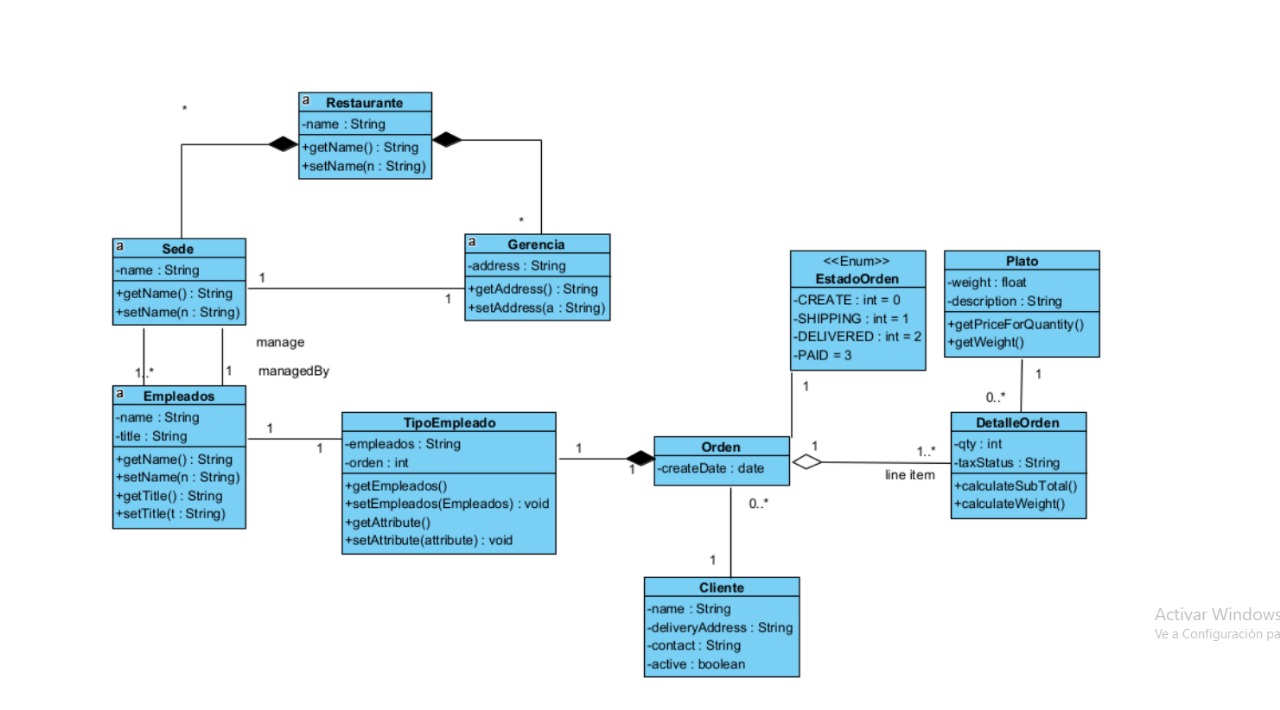 *
a Restaurante
-name : String
+getName() : String
+setName(n : String)
*
a Sede
-name : String
+getName() : String
+setName(n : String)
1
1
a Gerencia
-address : String
+getAddress() : String
+setAddress(a : String)
manage
1..*
1
managedBy
a Empleados
-name : String
-title : String
+getName() : String
+setName(n : String)
+getTitle() : String
+setTitle(t : String)
1
1
TipoEmpleado
-empleados : String
-orden : int
+getEmpleados()
+setEmpleados(Empleados) : void
+getAttribute()
+setAttribute(attribute) : void
1
1
Orden
-createDate : date
<<Enum>>
EstadoOrden
-CREATE : int = 0
-SHIPPING : int = 1
-DELIVERED : int = 2
-PAID = 3
1
Plato
-weight : float
-description : String
+getPriceForQuantity()
+getWeight()
1
0..*
1
1..*
line item
DetalleOrden
-qty : int
-taxStatus : String
+calculateSubTotal()
+calculateWeight()
0..*
1
Cliente
-name : String
-deliveryAddress : String
-contact : String
-active : boolean
Activar Windows
Ve a Configuración pa